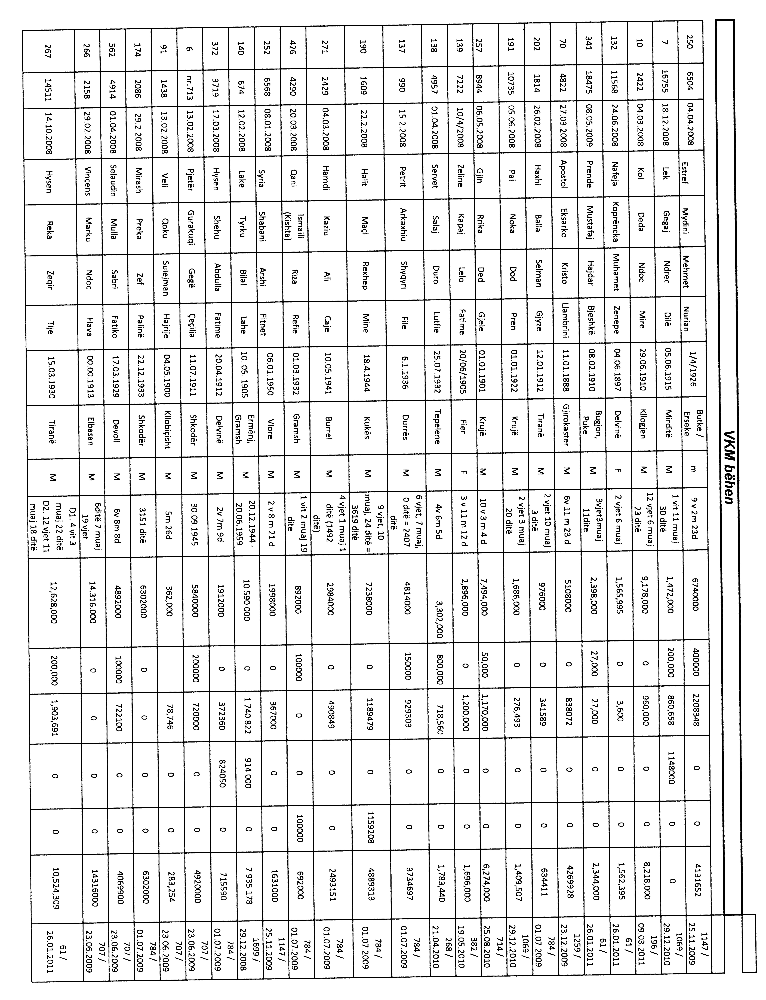 VKM bëhen
250 6504 04.04.2008 Estref Mydini Mehmet Nurian 1/4/1926 Butke / Erseke m 9 v 2m 23d 6740000 400000 2208348 0 0 4131652 1147 / 25.11.2009
7 16755 18.12.2008 Lek Gegaj Ndrec Dilë 05.06.1915 Mirditë M 1 vit 11 muaj 30 ditë 1,472,000 200,000 860,658 1148000 0 0 1069 / 29.12.2010
10 2422 04.03.2008 Kol Deda Ndoc Mire 29.06.1910 Kllogjen M 12 vjet 6 muaj 23 ditë 9,178,000 0 960,000 0 0 8,218,000 196 / 09.03.2011
132 11568 24.06.2008 Nafeja Koprëncka Muhamet Zenepe 04.06.1897 Delvinë F 2 vjet 6 muaj 1,565,995 0 3,600 0 0 1,562,395 61 / 26.01.2011
341 18475 08.05.2009 Prende Mustafaj Hajdar Bjeshkë 08.02.1910 Bugjon, Puke M 3vjet3muaj 11dite 2,398,000 27,000 27,000 0 0 2,344,000 61 / 26.01.2011
70 4822 27.03.2008 Apostol Eksarko Kristo Llambrini 11.01.1888 Gjirokaster M 6v 11 m 23 d 5108000 0 838072 0 0 4269928 1259 / 23.12.2009
202 1814 26.02.2008 Haxhi Balla Selman Gjyze 12.01.1912 Tiranë M 2 vjet 10 muaj 3 ditë 976000 0 341589 0 0 634411 784 / 01.07.2009
191 10735 05.06.2008 Pal Noka Dod Pren 01.01.1922 Krujë M 2 vjet 3 muaj 20 ditë 1,686,000 0 276,493 0 0 1,409,507 1069 / 29.12.2010
257 8944 06.05.2008 Gjin Rrika Ded Gjele 01.01.1901 Krujë M 10 v 3 m 4 d 7,494,000 50,000 1,170,000 0 0 6,274,000 714 / 25.08.2010
139 7222 10/4/2008 Zeline Kapaj Lelo Fatime 20/06/1905 Fier F 3 v 11 m 12 d 2,896,000 0 1,200,000 0 0 1,696,000 382 / 19.05.2010
138 4957 01.04.2008 Servet Salaj Duro Lutfie 25.07.1932 Tepelene M 4v 6m 5d 3,302,000 800,000 718,560 0 0 1,783,440 268 / 21.04.2010
137 990 15.2.2008 Petrit Arkaxhiu Shyqyri File 6.1.1936 Durrës M 6 vjet, 7 muaj, 0 ditë = 2407 ditë 4814000 150000 929303 0 0 3734697 784 / 01.07.2009
190 1609 22.2.2008 Halit Maçi Rexhep Mine 18.4.1944 Kukës M 9 vjet, 10 muaj, 24 ditë = 3619 ditë 7238000 0 1189479 0 1159208 4889313 784 / 01.07.2009
271 2429 04.03.2008 Hamdi Kaziu Ali Caje 10.05.1941 Burrel M 4 vjet 1 muaj 1 ditë (1492 ditë) 2984000 0 490849 0 0 2493151 784 / 01.07.2009
426 4290 20.03.2008 Qani Ismaili (Kishta) Riza Refie 01.03.1932 Gramsh M 1 vit 2 muaj 19 dite 892000 100000 0 0 100000 692000 784 / 01.07.2009
252 6568 08.01.2008 Syria Shabani Arshi Fitnet 06.01.1950 Vlore M 2 v 8 m 21 d 1998000 0 367000 0 0 1631000 1147 / 25.11.2009
140 674 12.02.2008 Lake Tyrku Bilal Lahe 10. 05. 1905 Ermënj, Gramsh M 20.12.1944 - 20.06.1959 10 590 000 0 1 740 822 914 000 0 7 935 178 1699 / 29.12.2008
372 3719 17.03.2008 Hysen Shehu Abdulla Fatime 20.04.1912 Delvinë M 2v 7m 9d 1912000 0 372360 824050 0 715590 784 / 01.07.2009
6 nr.713 13.02.2008 Pjetër Gurakuqi Gegë Çeçilia 11.07.1911 Shkodër M 30.09.1945 5840000 200000 720000 0 0 4920000 707 / 23.06.2009
91 1438 13.02.2008 Veli Qoku Sulejman Hajrije 04.05.1900 Kllobiçisht M 5m 26d 362,000 78,746 0 0 283,254 707 / 23.06.2009
174 2086 29.2.2008 Mirash Preka Zef Palinë 22.12.1933 Shkodër M 3151 ditë 6302000 0 0 0 0 6302000 784 / 01.07.2009
562 4914 01.04.2008 Selaudin Mulla Sabri Fatiko 17.03.1929 Devoll M 6v 8m 8d 4892000 100000 722100 0 0 4069900 707 / 23.06.2009
266 2158 29.02.2008 Vinçens Marku Ndoc Hava 00.00.1913 Elbasan M 6ditë 7 muaj 19 vjet 14.316.000 0 0 0 0 14316000 707 / 23.06.2009
267 14511 14.10.2008 Hysen Reka Zeqir Tije 15.03.1930 Tiranë M D1. 4 vit 3 muaj 22 ditë D2. 12 vjet 11 muaj 18 ditë 12,628,000 200,000 1,903,691 0 0 10,524,309 61 / 26.01.2011